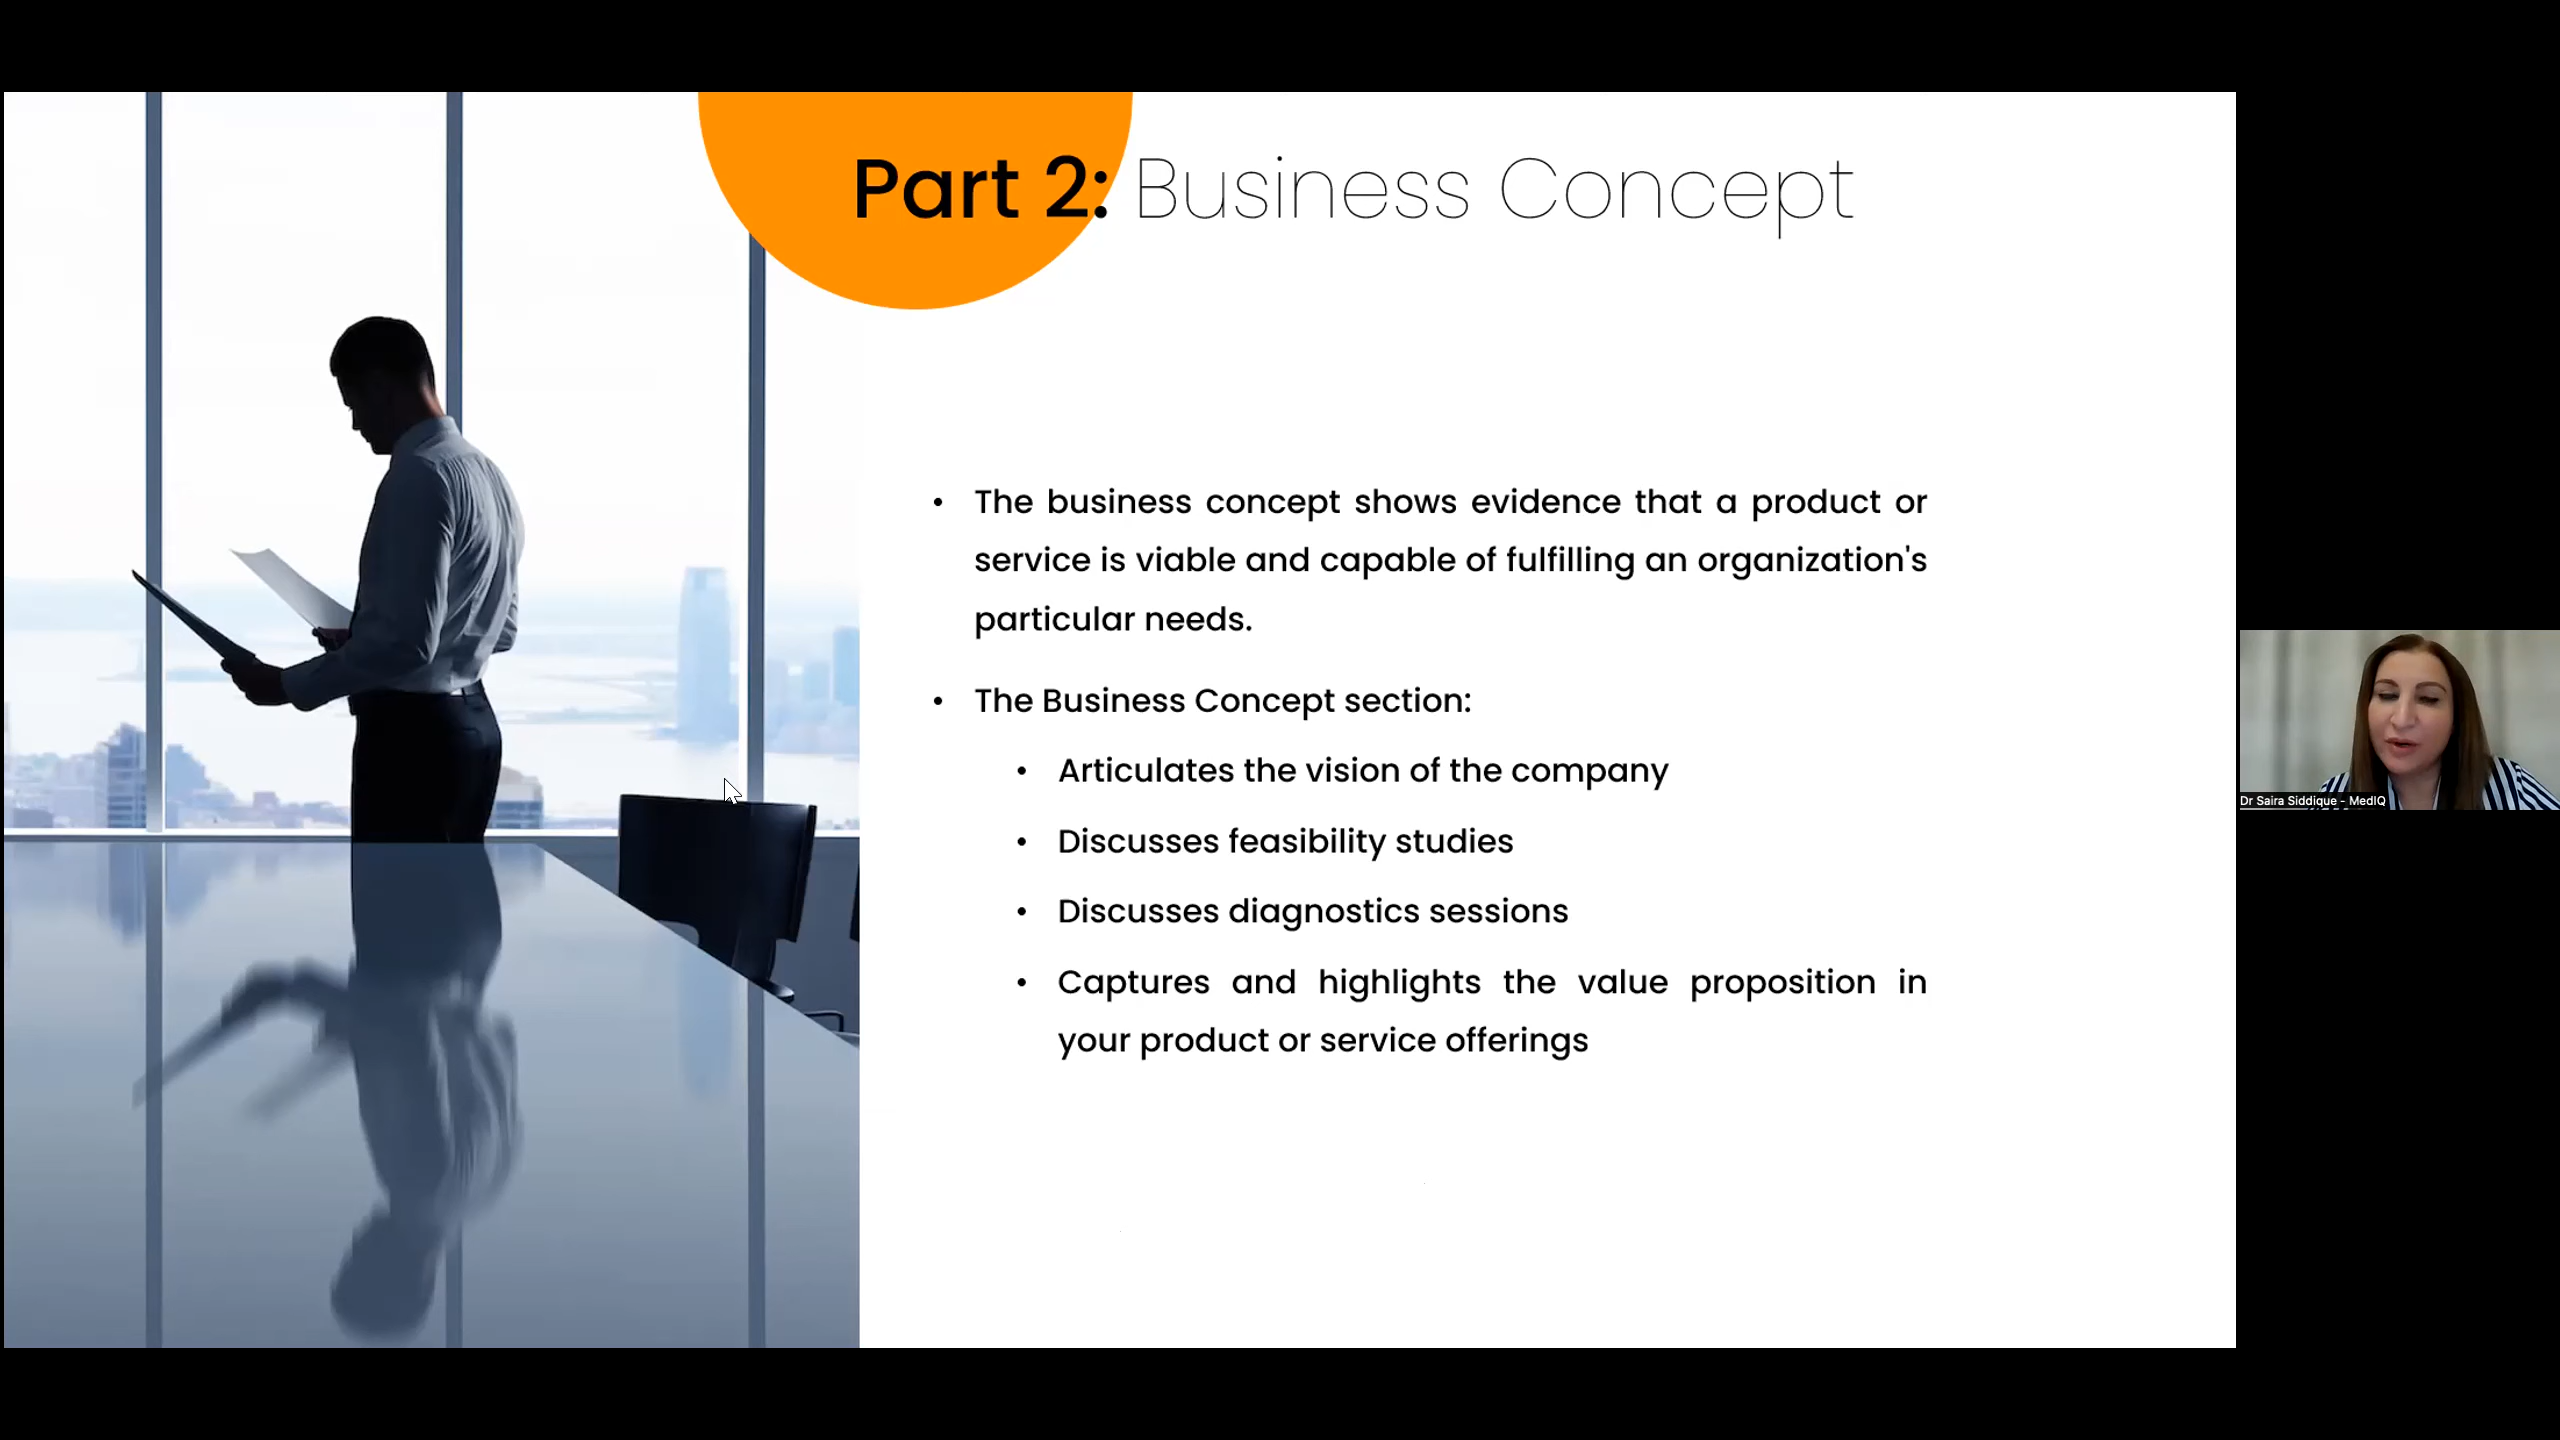 Part 2: Business Concept
• The business concept shows evidence that a product or
service is viable and capable of fulfilling an organization's
particular needs.
• The Business Concept section:
• Articulates the vision of the company
• Discusses feasibility studies
• Discusses diagnostics sessions
• Captures and highlights the value proposition in
your product or service offerings
Dr Saira Siddique - MedIQ